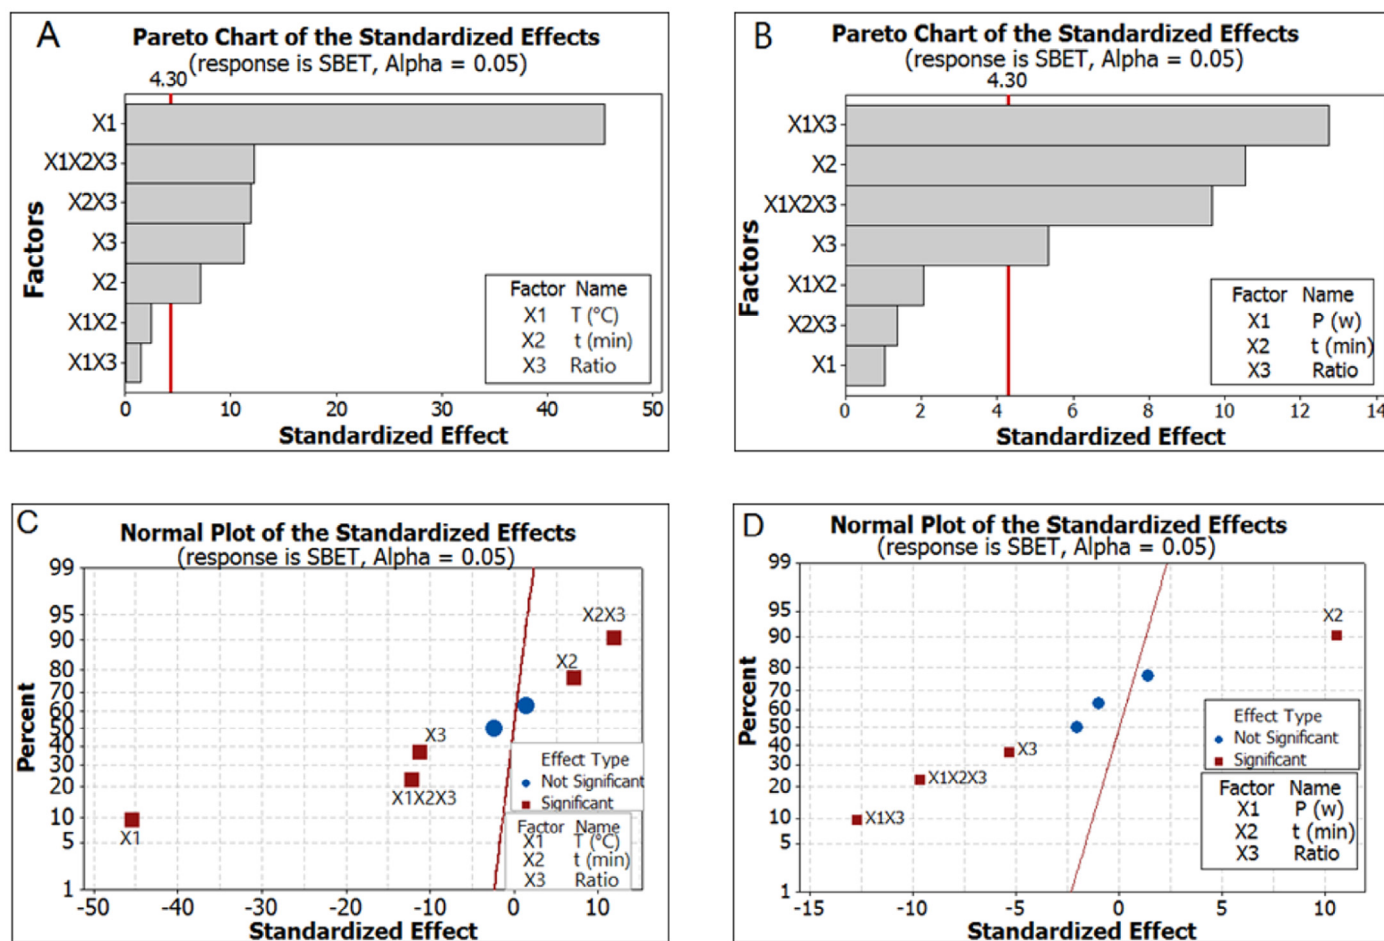 A
Pareto Chart of the Standardized Effects
(response is SBET, Alpha = 0.05)
4.30
X1
X1X2X3
X2X3
X3
X2
X1X2
X1X3
Factors
Factor Name
X1 T (°C)
X2 t (min)
X3 Ratio
0 10 20 30 40 50
Standardized Effect
B
Pareto Chart of the Standardized Effects
(response is SBET, Alpha = 0.05)
4.30
X1X3
X2
X1X2X3
X3
X1X2
X2X3
X1
Factors
Factor Name
X1 P (w)
X2 t (min)
X3 Ratio
0 2 4 6 8 10 12 14
Standardized Effect
C
Normal Plot of the Standardized Effects
(response is SBET, Alpha = 0.05)
99
95
90
80
70
60
50
40
30
20
10
5
1
Percent
X2X3
X2
X3
X1X2X3
X1
Effect Type
Not Significant
Significant
Factor Name
X1 T (°C)
X2 t (min)
X3 Ratio
-50 -40 -30 -20 -10 0 10
Standardized Effect
D
Normal Plot of the Standardized Effects
(response is SBET, Alpha = 0.05)
99
95
90
80
70
60
50
40
30
20
10
5
1
Percent
X2
X3
X1X2X3
X1X3
Effect Type
Not Significant
Significant
Factor Name
X1 P (w)
X2 t (min)
X3 Ratio
-15 -10 -5 0 5 10
Standardized Effect